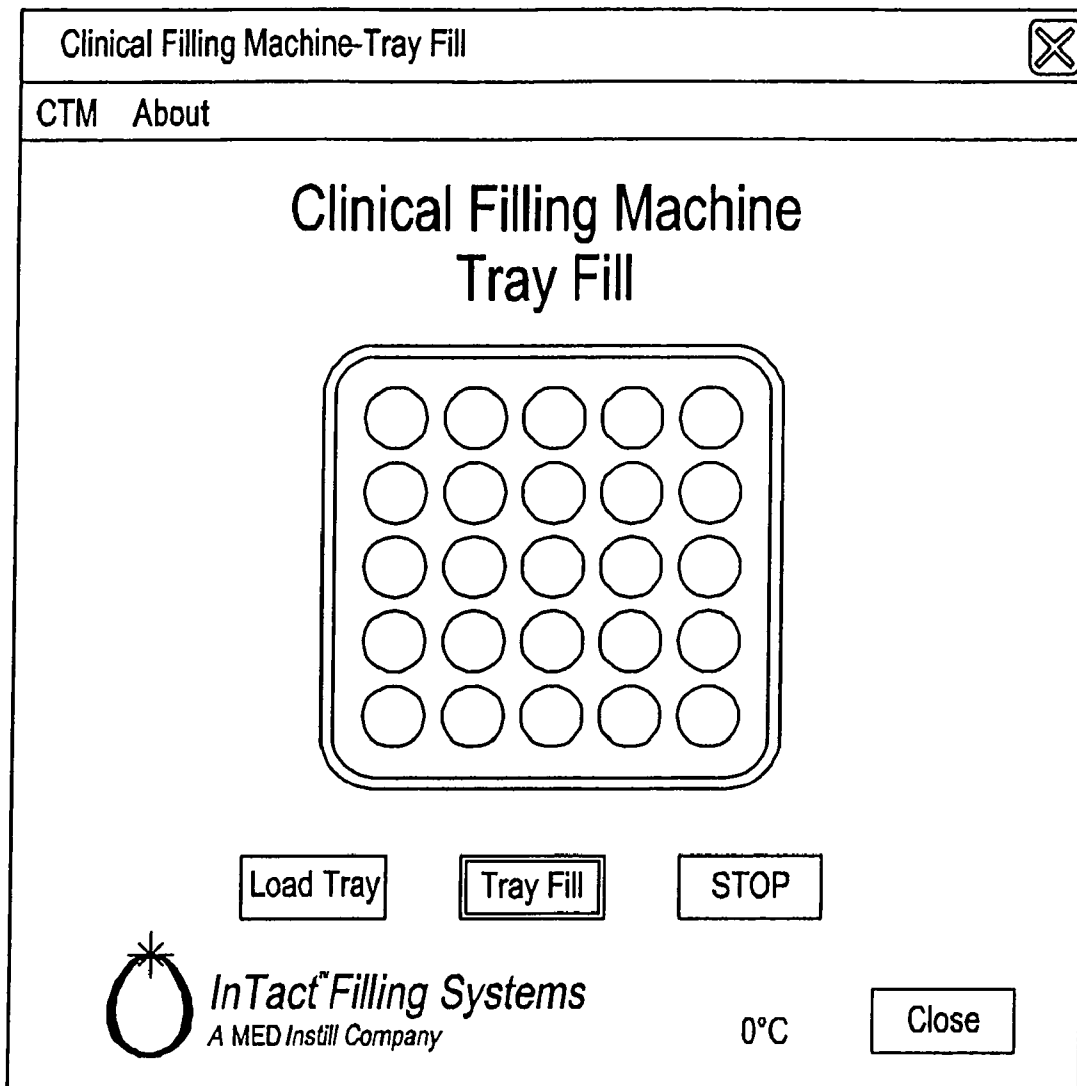 Clinical Filling Machine-Tray Fill
CTM About
Clinical Filling Machine
Tray Fill
Load Tray Tray Fill STOP
InTact™ Filling Systems
A MED Instill Company
0°C Close